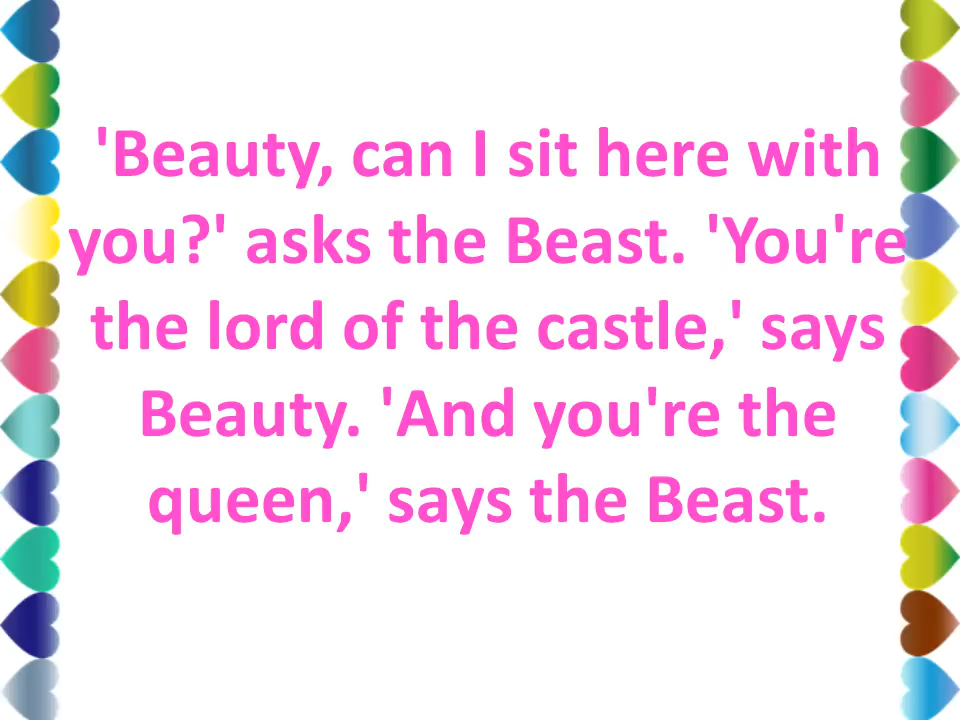 'Beauty, can I sit here with
you?' asks the Beast. 'You're
the lord of the castle,' says
Beauty. 'And you're the
queen,' says the Beast.